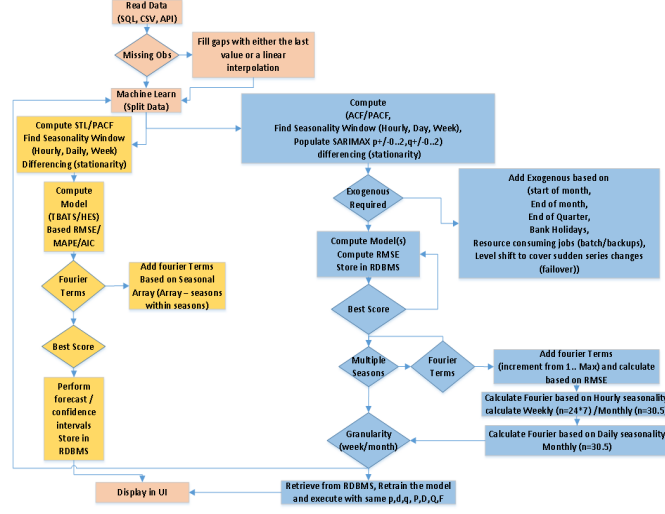 Read Data
(SQL, CSV, API)
Missing Obs
Fill gaps with either the last
value or a linear
interpolation
Machine Learn
(Split Data)
Compute STL/PACF
Find Seasonality Window
(Hourly, Daily, Week)
Differencing (stationarity)
Compute
Model
(TBATS/HES)
Based RMSE/
MAPE/AIC
Fourier
Terms
Add fourier Terms
Based on Seasonal
Array (Array – seasons
within seasons)
Best Score
Perform
forecast /
confidence
intervals
Store in
RDBMS
Display in UI
Compute
(ACF/PACF,
Find Seasonality Window (Hourly, Day, Week),
Populate SARIMAX p+/-0..2,q+/-0..2)
differencing (stationarity)
Exogenous
Required
Add Exogenous based on
(start of month,
End of month,
End of Quarter,
Bank Holidays,
Resource consuming jobs (batch/backups),
Level shift to cover sudden series changes
(failover))
Compute Model(s)
Compute RMSE
Store in RDBMS
Best Score
Multiple
Seasons
Fourier
Terms
Add fourier Terms
(increment from 1.. Max) and calculate
based on RMSE
Calculate Fourier based on Hourly seasonality
calculate Weekly (n=24*7) /Monthly (n=30.5)
Calculate Fourier based on Daily seasonality
Monthly (n=30.5)
Granularity
(week/month)
Retrieve from RDBMS, Retrain the model
and execute with same p,d,q, P,D,Q,F